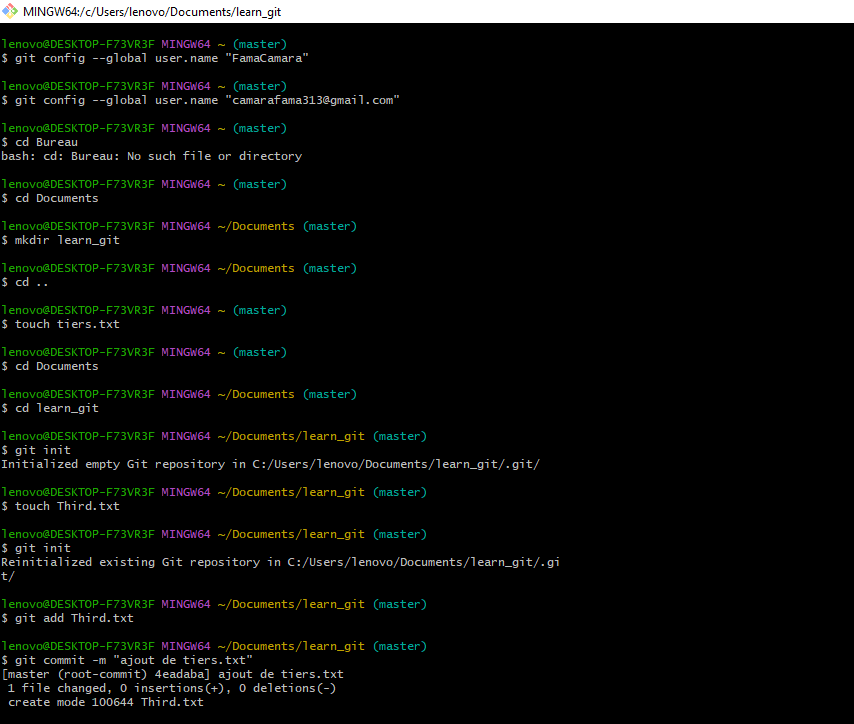 MINGW64:/c/Users/lenovo/Documents/learn_git
lenovo@DESKTOP-F73VR3F MINGW64 ~ (master)
$ git config --global user.name "FamaCamara"
lenovo@DESKTOP-F73VR3F MINGW64 ~ (master)
$ git config --global user.name "camarafama313@gmail.com"
lenovo@DESKTOP-F73VR3F MINGW64 ~ (master)
$ cd Bureau
bash: cd: Bureau: No such file or directory
lenovo@DESKTOP-F73VR3F MINGW64 ~ (master)
$ cd Documents
lenovo@DESKTOP-F73VR3F MINGW64 ~/Documents (master)
$ mkdir learn_git
lenovo@DESKTOP-F73VR3F MINGW64 ~/Documents (master)
$ cd ..
lenovo@DESKTOP-F73VR3F MINGW64 ~ (master)
$ touch tiers.txt
lenovo@DESKTOP-F73VR3F MINGW64 ~ (master)
$ cd Documents
lenovo@DESKTOP-F73VR3F MINGW64 ~/Documents (master)
$ cd learn_git
lenovo@DESKTOP-F73VR3F MINGW64 ~/Documents/learn_git (master)
$ git init
Initialized empty Git repository in C:/Users/lenovo/Documents/learn_git/.git/
lenovo@DESKTOP-F73VR3F MINGW64 ~/Documents/learn_git (master)
$ touch Third.txt
lenovo@DESKTOP-F73VR3F MINGW64 ~/Documents/learn_git (master)
$ git init
Reinitialized existing Git repository in C:/Users/lenovo/Documents/learn_git/.gi
t/
lenovo@DESKTOP-F73VR3F MINGW64 ~/Documents/learn_git (master)
$ git add Third.txt
lenovo@DESKTOP-F73VR3F MINGW64 ~/Documents/learn_git (master)
$ git commit -m "ajout de tiers.txt"
[master (root-commit) 4eadaba] ajout de tiers.txt
1 file changed, 0 insertions(+), 0 deletions(-)
create mode 100644 Third.txt